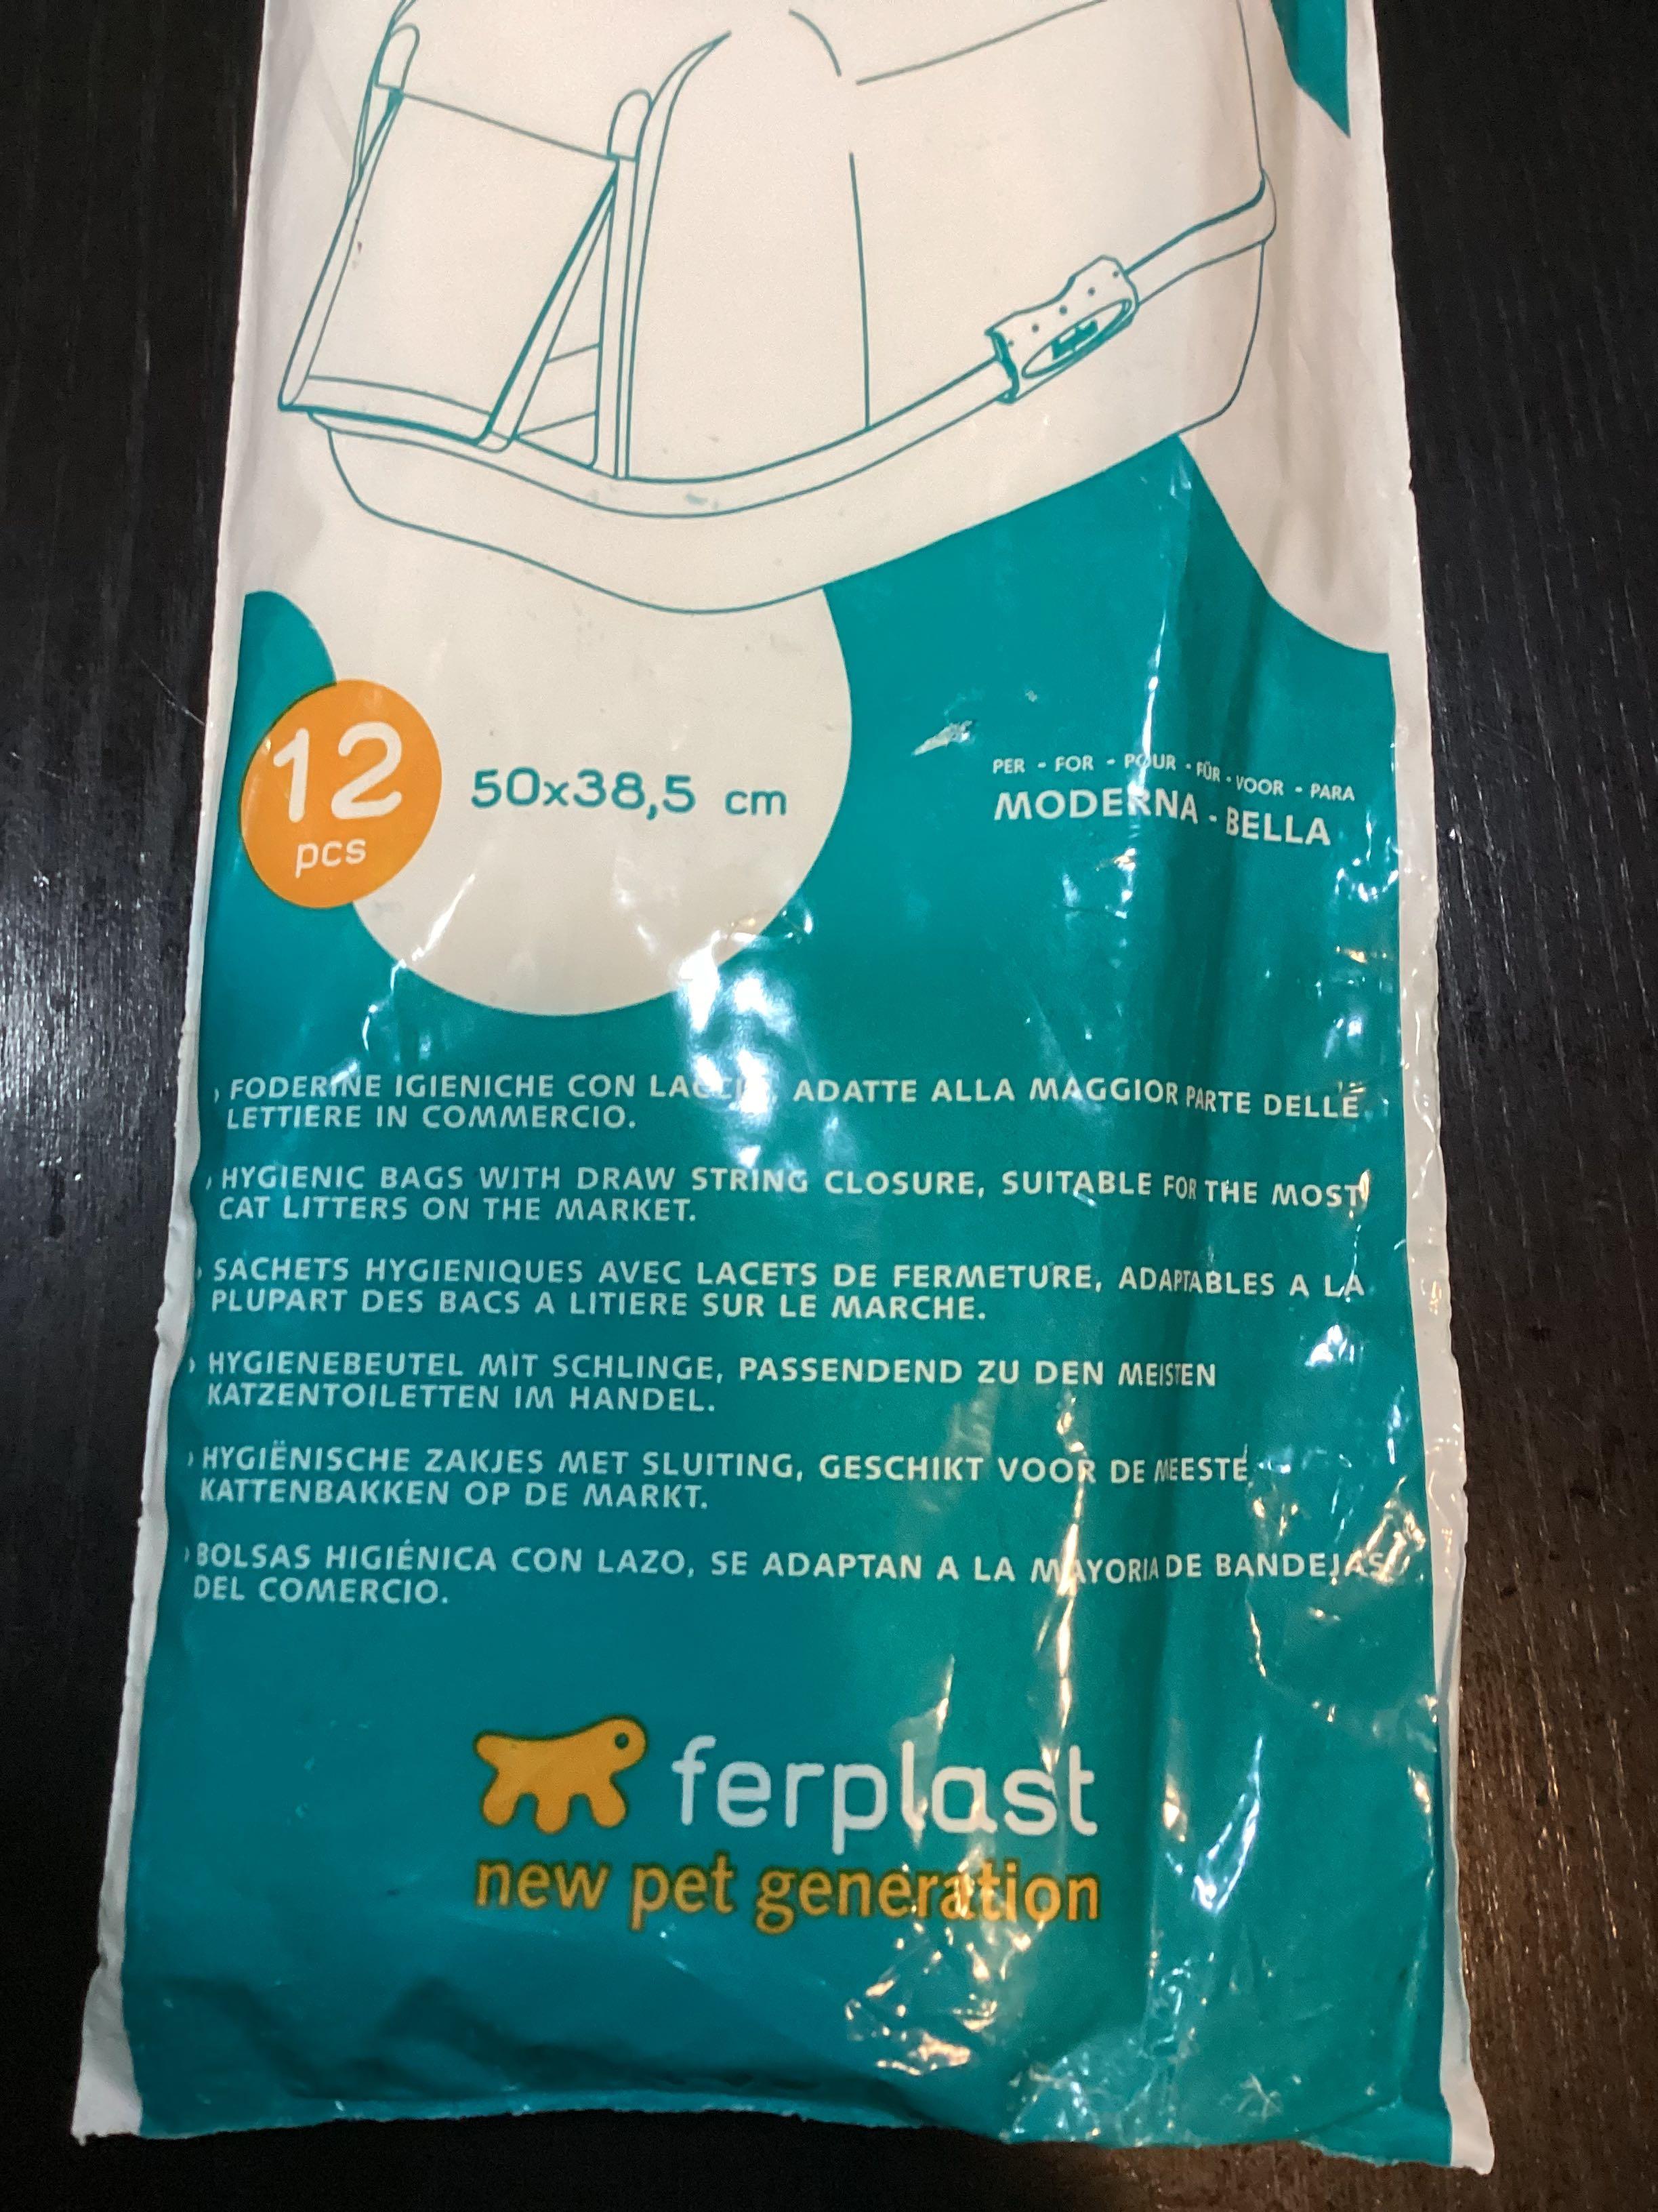 12
pcs
50x38,5 cm
PER - FOR - POUR - FÜR - VOOR - PARA
MODERNA - BELLA
› FODERINE IGIENICHE CON ADATTE ALLA MAGGIOR PARTE DELLE
LETTIERE IN COMMERCIO.
› HYGIENIC BAGS WITH DRAW STRING CLOSURE, SUITABLE FOR THE MOST
CAT LITTERS ON THE MARKET.
› SACHETS HYGIENIQUES AVEC LACETS DE FERMETURE, ADAPTABLES A LA
PLUPART DES BACS A LITIERE SUR LE MARCHE.
› HYGIENEBEUTEL MIT SCHLINGE, PASSENDEND ZU DEN MEISTEN
KATZENTOILETTEN IM HANDEL.
› HYGIËNISCHE ZAKJES MET SLUITING, GESCHIKT VOOR DE MEESTE
KATTENBAKKEN OP DE MARKT.
› BOLSAS HIGIÉNICA CON LAZO, SE ADAPTAN A LA MAYORIA DE BANDEJAS
DEL COMERCIO.
ferplast
new pet generation